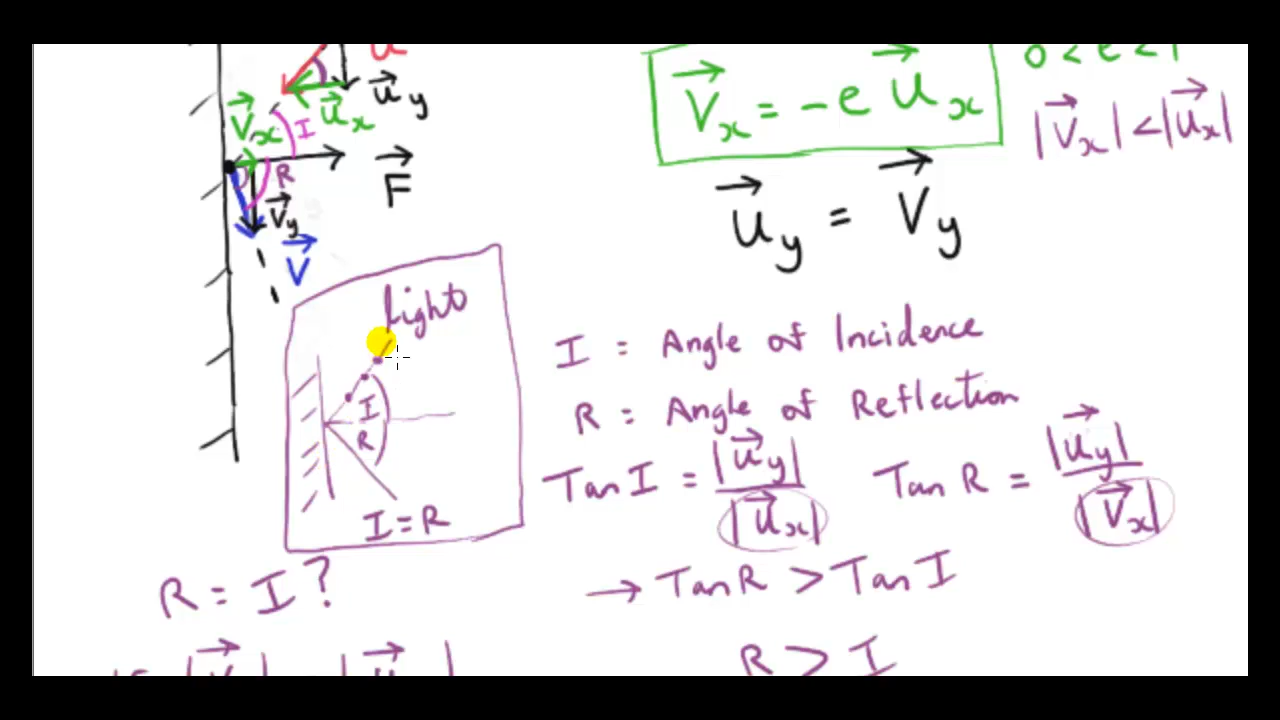 u
u⃗y
V⃗x
u⃗x
I
F⃗
R
V⃗y
V⃗
0 < e < 1
V⃗x = -e u⃗x
|V⃗x| < |u⃗x|
u⃗y = V⃗y
Light
I
R
I = R
I : Angle of Incidence
R = Angle of Reflection
Tan I = |u⃗y| / |u⃗x|
Tan R = |u⃗y| / |V⃗x|
R = I ?
→ Tan R > Tan I
R > I